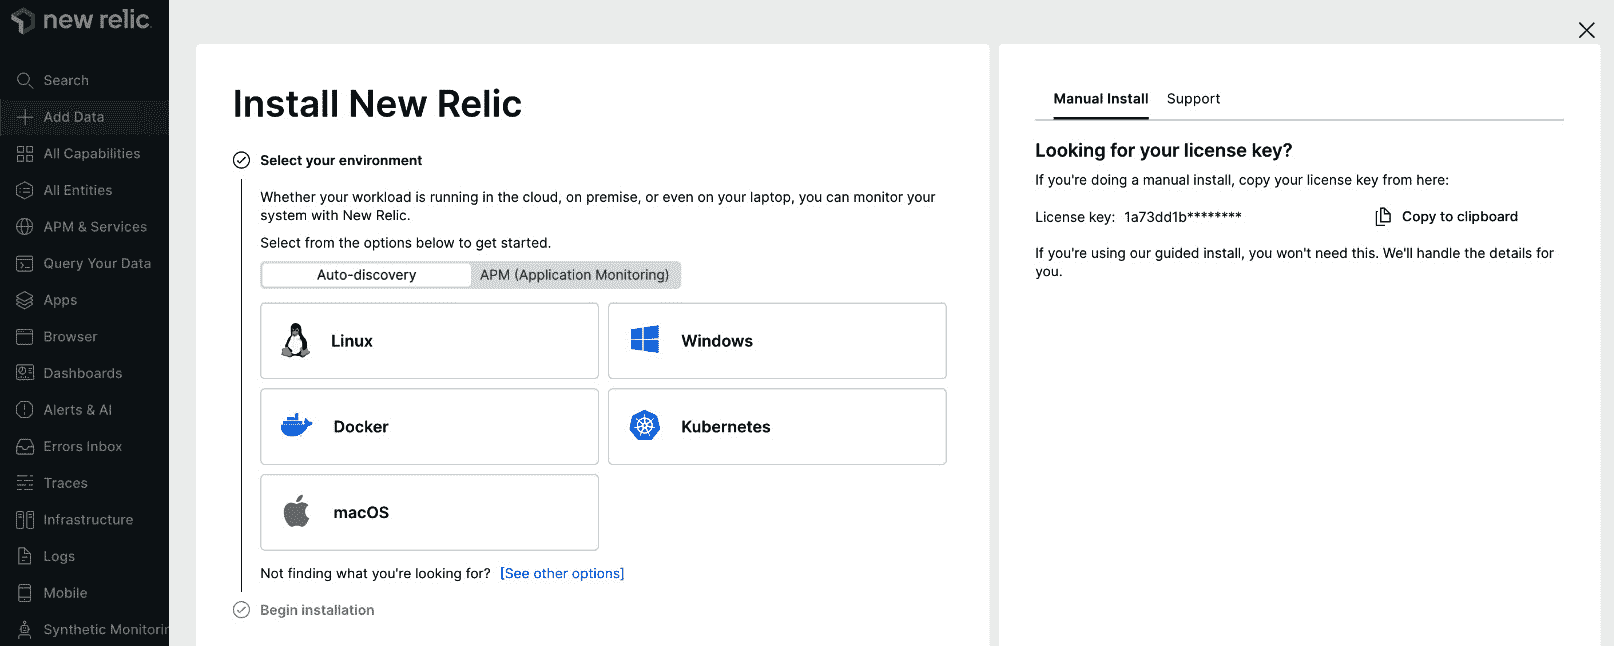 new relic
Search
Add Data
All Capabilities
All Entities
APM & Services
Query Your Data
Apps
Browser
Dashboards
Alerts & AI
Errors Inbox
Traces
Infrastructure
Logs
Mobile
Synthetic Monitorin
Install New Relic
Select your environment
Whether your workload is running in the cloud, on premise, or even on your laptop, you can monitor your
system with New Relic.
Select from the options below to get started.
Auto-discovery
APM (Application Monitoring)
Linux
Windows
Docker
Kubernetes
macOS
Not finding what you're looking for? [See other options]
Begin installation
Manual Install
Support
Looking for your license key?
If you're doing a manual install, copy your license key from here:
License key: 1a73dd1b********
Copy to clipboard
If you're using our guided install, you won't need this. We'll handle the details for
you.